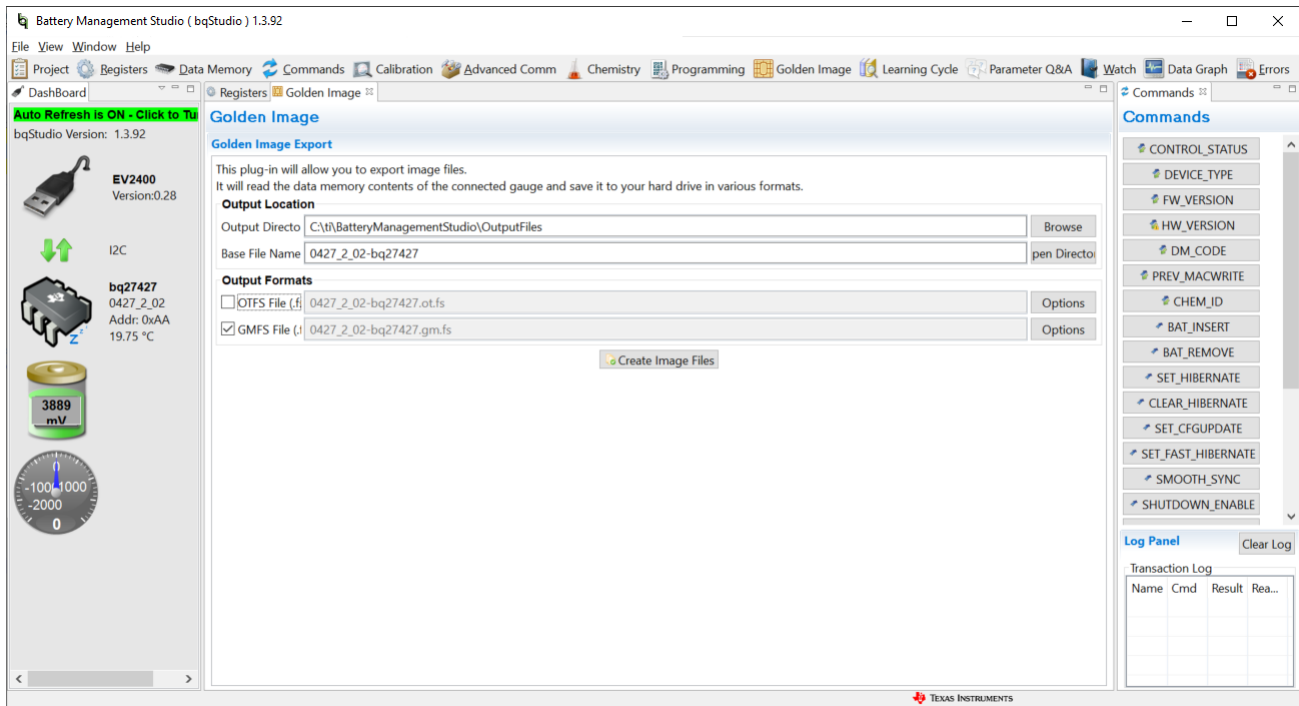 Battery Management Studio ( bqStudio ) 1.3.92
File View Window Help
Project Registers Data Memory Commands Calibration Advanced Comm Chemistry Programming Golden Image Learning Cycle Parameter Q&A Watch Data Graph Errors
DashBoard
Auto Refresh is ON - Click to Tu
bqStudio Version: 1.3.92
EV2400
Version:0.28
I2C
bq27427
0427_2_02
Addr: 0xAA
19.75 °C
z z
3889
mV
0
-100 1000
-2000
0
Registers Golden Image
Golden Image
Golden Image Export
This plug-in will allow you to export image files.
It will read the data memory contents of the connected gauge and save it to your hard drive in various formats.
Output Location
Output Directo C:\ti\BatteryManagementStudio\OutputFiles Browse
Base File Name 0427_2_02-bq27427 pen Director
Output Formats
OTFS File (.f 0427_2_02-bq27427.ot.fs Options
GMFS File (.f 0427_2_02-bq27427.gm.fs Options
Create Image Files
Commands
Commands
CONTROL_STATUS
DEVICE_TYPE
FW_VERSION
HW_VERSION
DM_CODE
PREV_MACWRITE
CHEM_ID
BAT_INSERT
BAT_REMOVE
SET_HIBERNATE
CLEAR_HIBERNATE
SET_CFGUPDATE
SET_FAST_HIBERNATE
SMOOTH_SYNC
SHUTDOWN_ENABLE
Log Panel Clear Log
Transaction Log
Name Cmd Result Rea...
TEXAS INSTRUMENTS